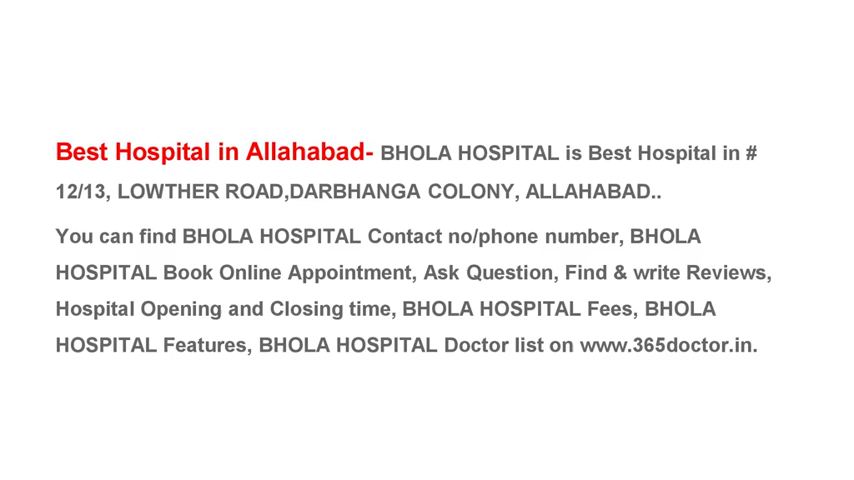 Best Hospital in Allahabad- BHOLA HOSPITAL is Best Hospital in #
12/13, LOWTHER ROAD,DARBHANGA COLONY, ALLAHABAD..
You can find BHOLA HOSPITAL Contact no/phone number, BHOLA
HOSPITAL Book Online Appointment, Ask Question, Find & write Reviews,
Hospital Opening and Closing time, BHOLA HOSPITAL Fees, BHOLA
HOSPITAL Features, BHOLA HOSPITAL Doctor list on www.365doctor.in.